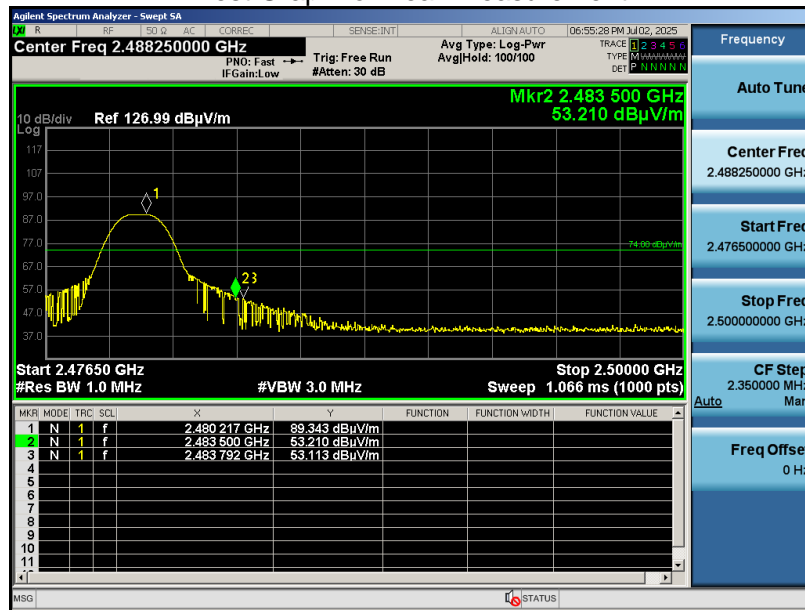 Agilent Spectrum Analyzer - Swept SA
LXI R RF 50 Ω AC CORREC SENSE:INT ALIGN AUTO 06:55:28 PM Jul 02, 2025
Center Freq 2.488250000 GHz
PNO: Fast
IFGain:Low
Trig: Free Run
#Atten: 30 dB
Avg Type: Log-Pwr
Avg|Hold: 100/100
TRACE 1 2 3 4 5 6
TYPE M
DET P N N N N N
Mkr2 2.483 500 GHz
53.210 dBµV/m
10 dB/div Ref 126.99 dBµV/m
Log
117
107
97.0
87.0
77.0
67.0
57.0
47.0
37.0
74.00 dBµV/m
1
2 3
Start 2.47650 GHz Stop 2.50000 GHz
#Res BW 1.0 MHz #VBW 3.0 MHz Sweep 1.066 ms (1000 pts)
MKR MODE TRC SCL X Y FUNCTION FUNCTION WIDTH FUNCTION VALUE
1 N 1 f 2.480 217 GHz 89.343 dBµV/m
2 N 1 f 2.483 500 GHz 53.210 dBµV/m
3 N 1 f 2.483 792 GHz 53.113 dBµV/m
4
5
6
7
8
9
10
11
MSG STATUS
Frequency
Auto Tune
Center Freq
2.488250000 GHz
Start Freq
2.476500000 GHz
Stop Freq
2.500000000 GHz
CF Step
2.350000 MHz
Auto Man
Freq Offset
0 Hz